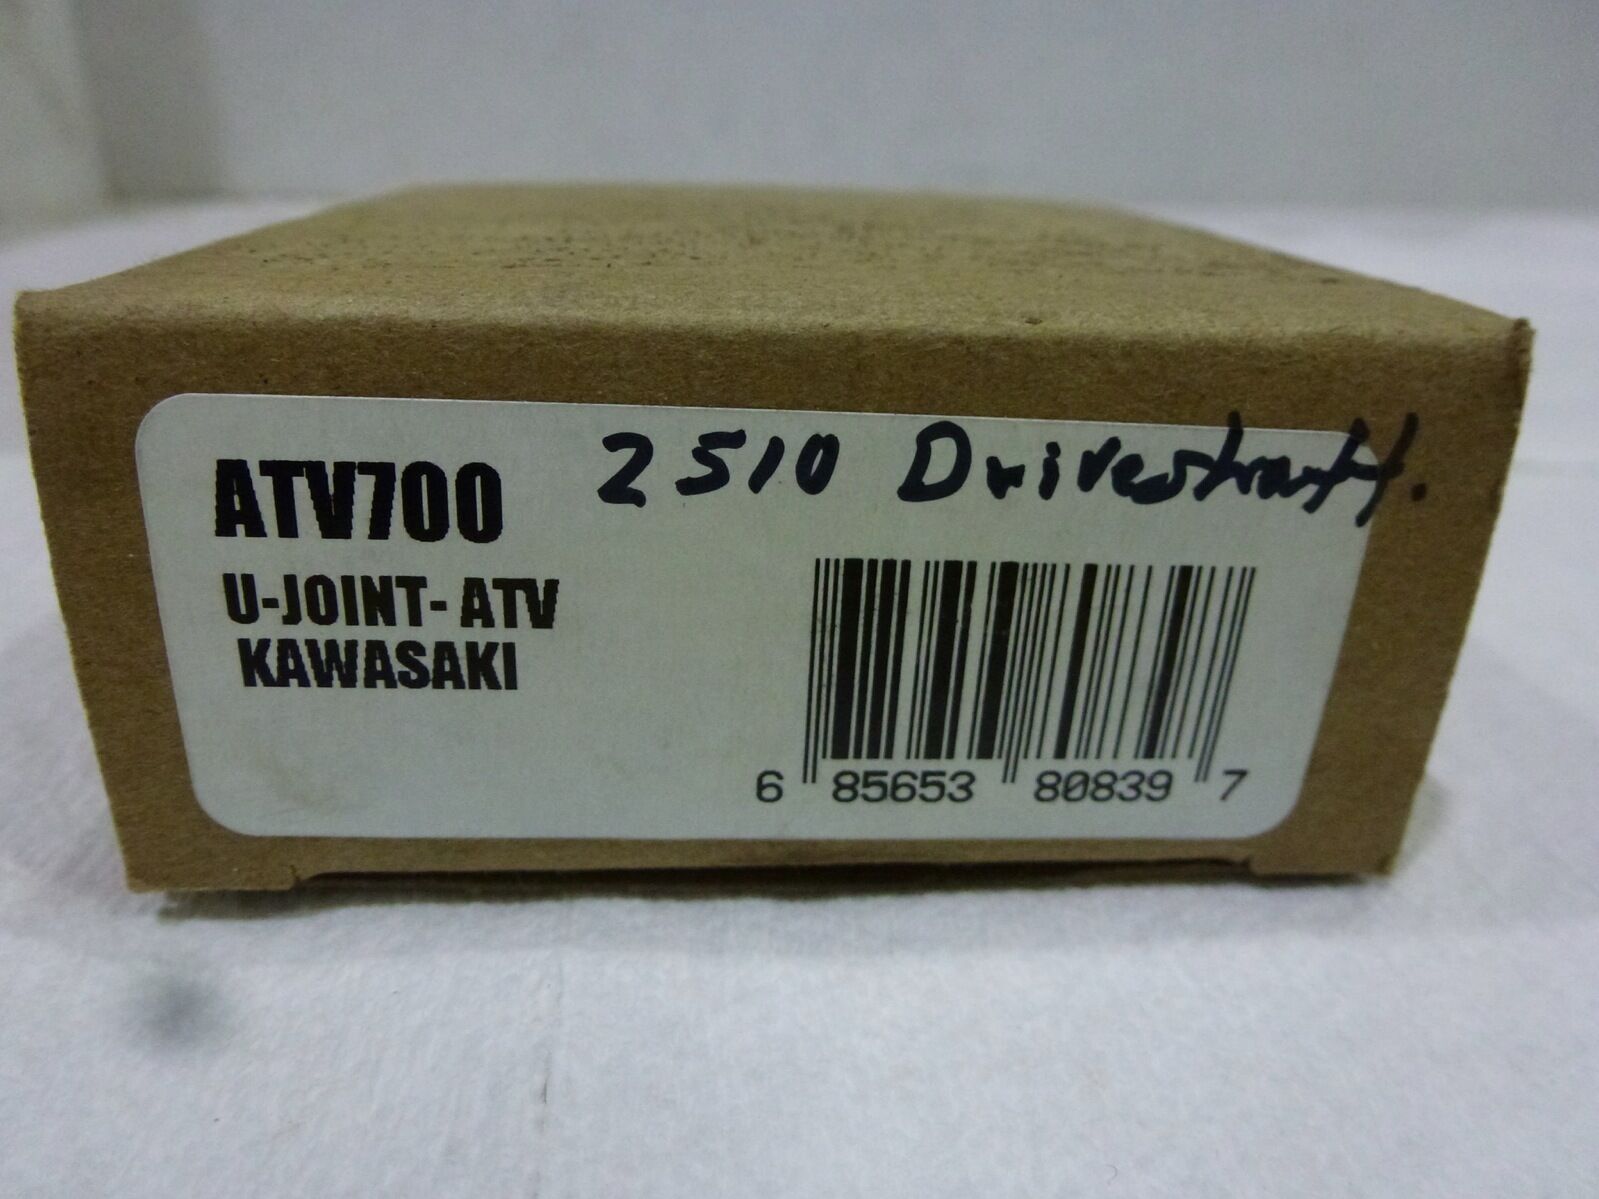 ATV700 2510 Driveshaft.
U-JOINT-ATV
KAWASAKI
6 85653 80839 7